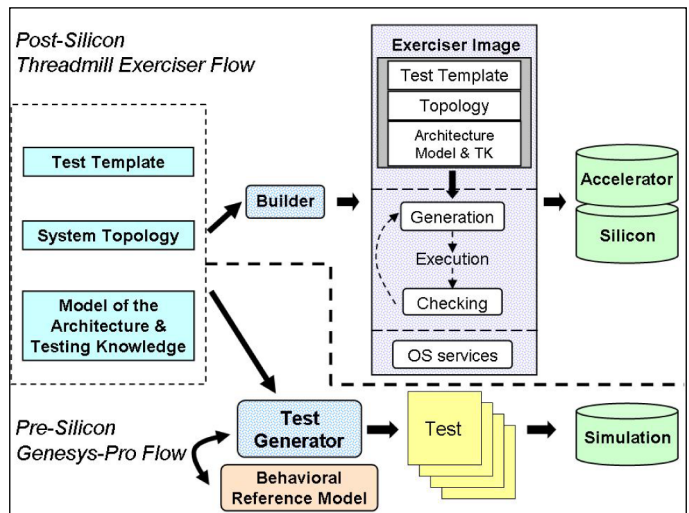 Post-Silicon
Threadmill Exerciser Flow
Test Template
System Topology
Model of the
Architecture &
Testing Knowledge
Builder
Exerciser Image
Test Template
Topology
Architecture
Model & TK
Generation
Execution
Checking
OS services
Accelerator
Silicon
Pre-Silicon
Genesys-Pro Flow
Test
Generator
Behavioral
Reference Model
Test
Simulation